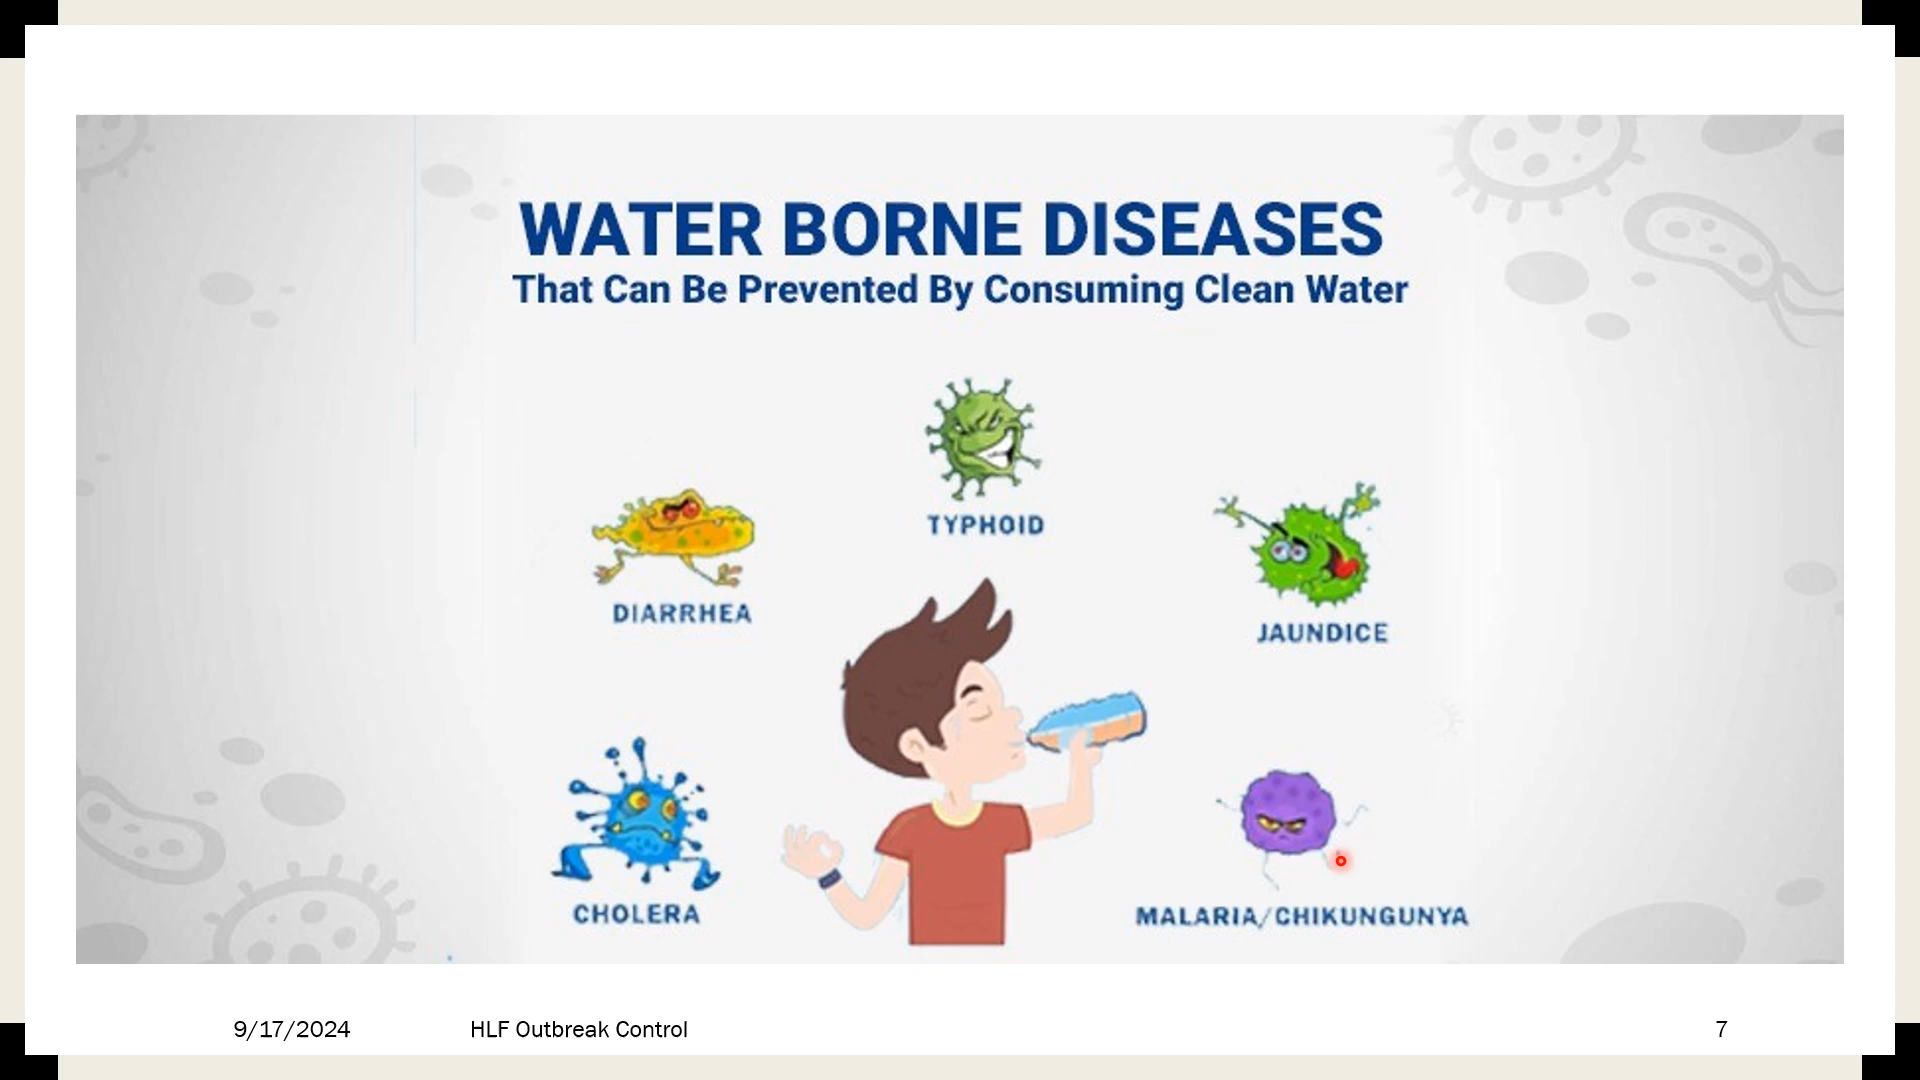 WATER BORNE DISEASES
That Can Be Prevented By Consuming Clean Water
TYPHOID
DIARRHEA
JAUNDICE
CHOLERA
MALARIA/CHIKUNGUNYA
9/17/2024
HLF Outbreak Control
7